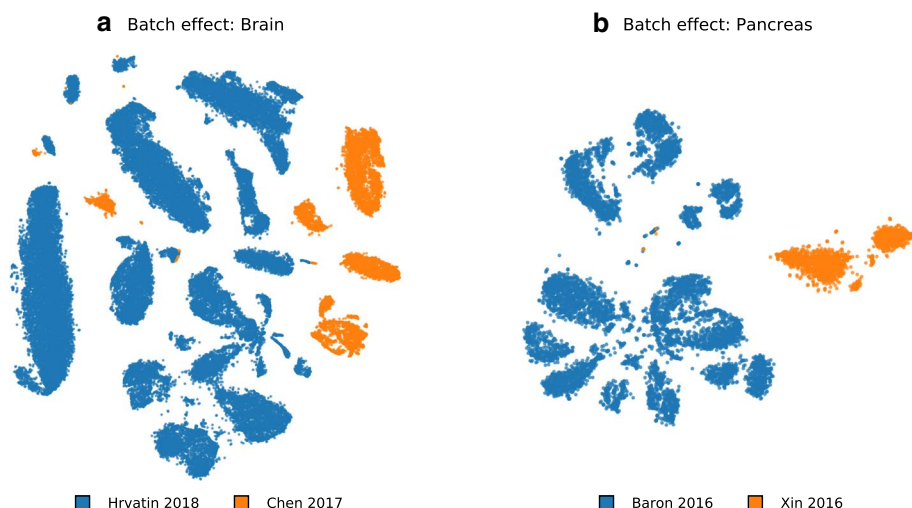 a Batch effect: Brain
b Batch effect: Pancreas
Hrvatin 2018 Chen 2017
Baron 2016 Xin 2016